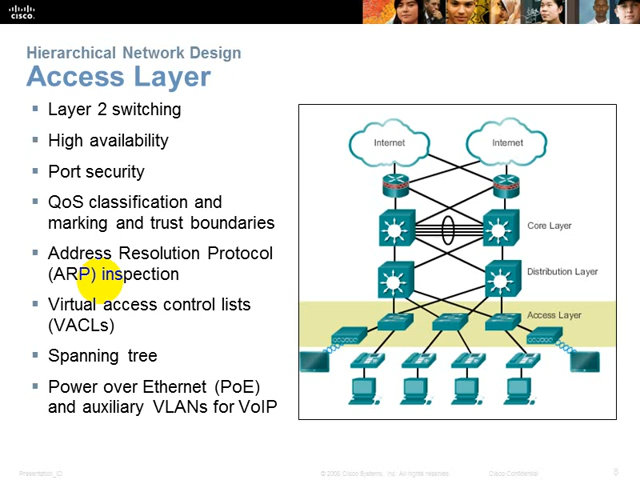 CISCO.
Hierarchical Network Design
Access Layer
Layer 2 switching
High availability
Port security
QoS classification and
marking and trust boundaries
Address Resolution Protocol
(ARP) inspection
Virtual access control lists
(VACLs)
Spanning tree
Power over Ethernet (PoE)
and auxiliary VLANs for VoIP
Internet
Internet
Core Layer
Distribution Layer
Access Layer
Presentation_ID
© 2008 Cisco Systems, Inc. All rights reserved.
Cisco Confidential